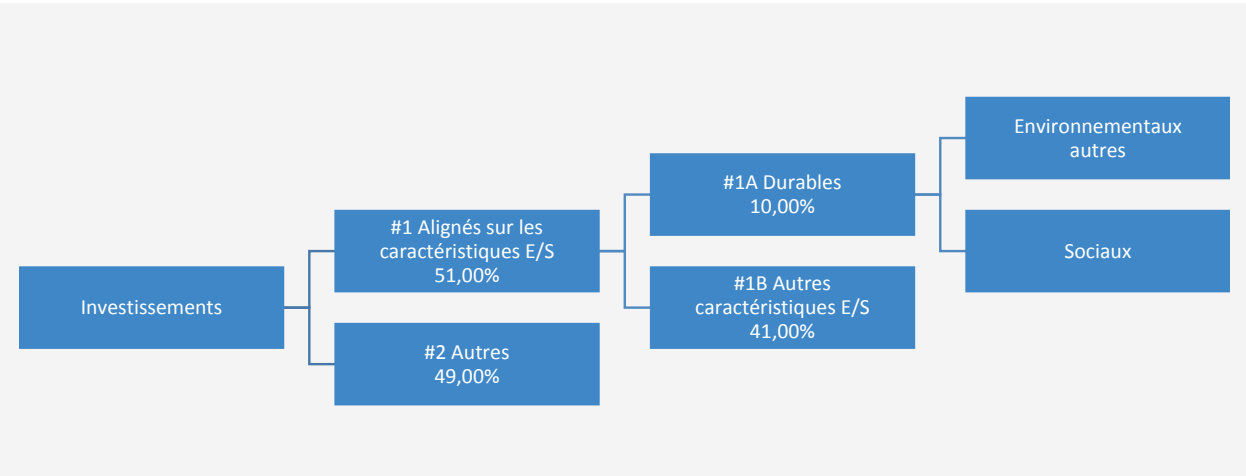 Investissements
#1 Alignés sur les
caractéristiques E/S
51,00%
#2 Autres
49,00%
#1A Durables
10,00%
#1B Autres
caractéristiques E/S
41,00%
Environnementaux
autres
Sociaux